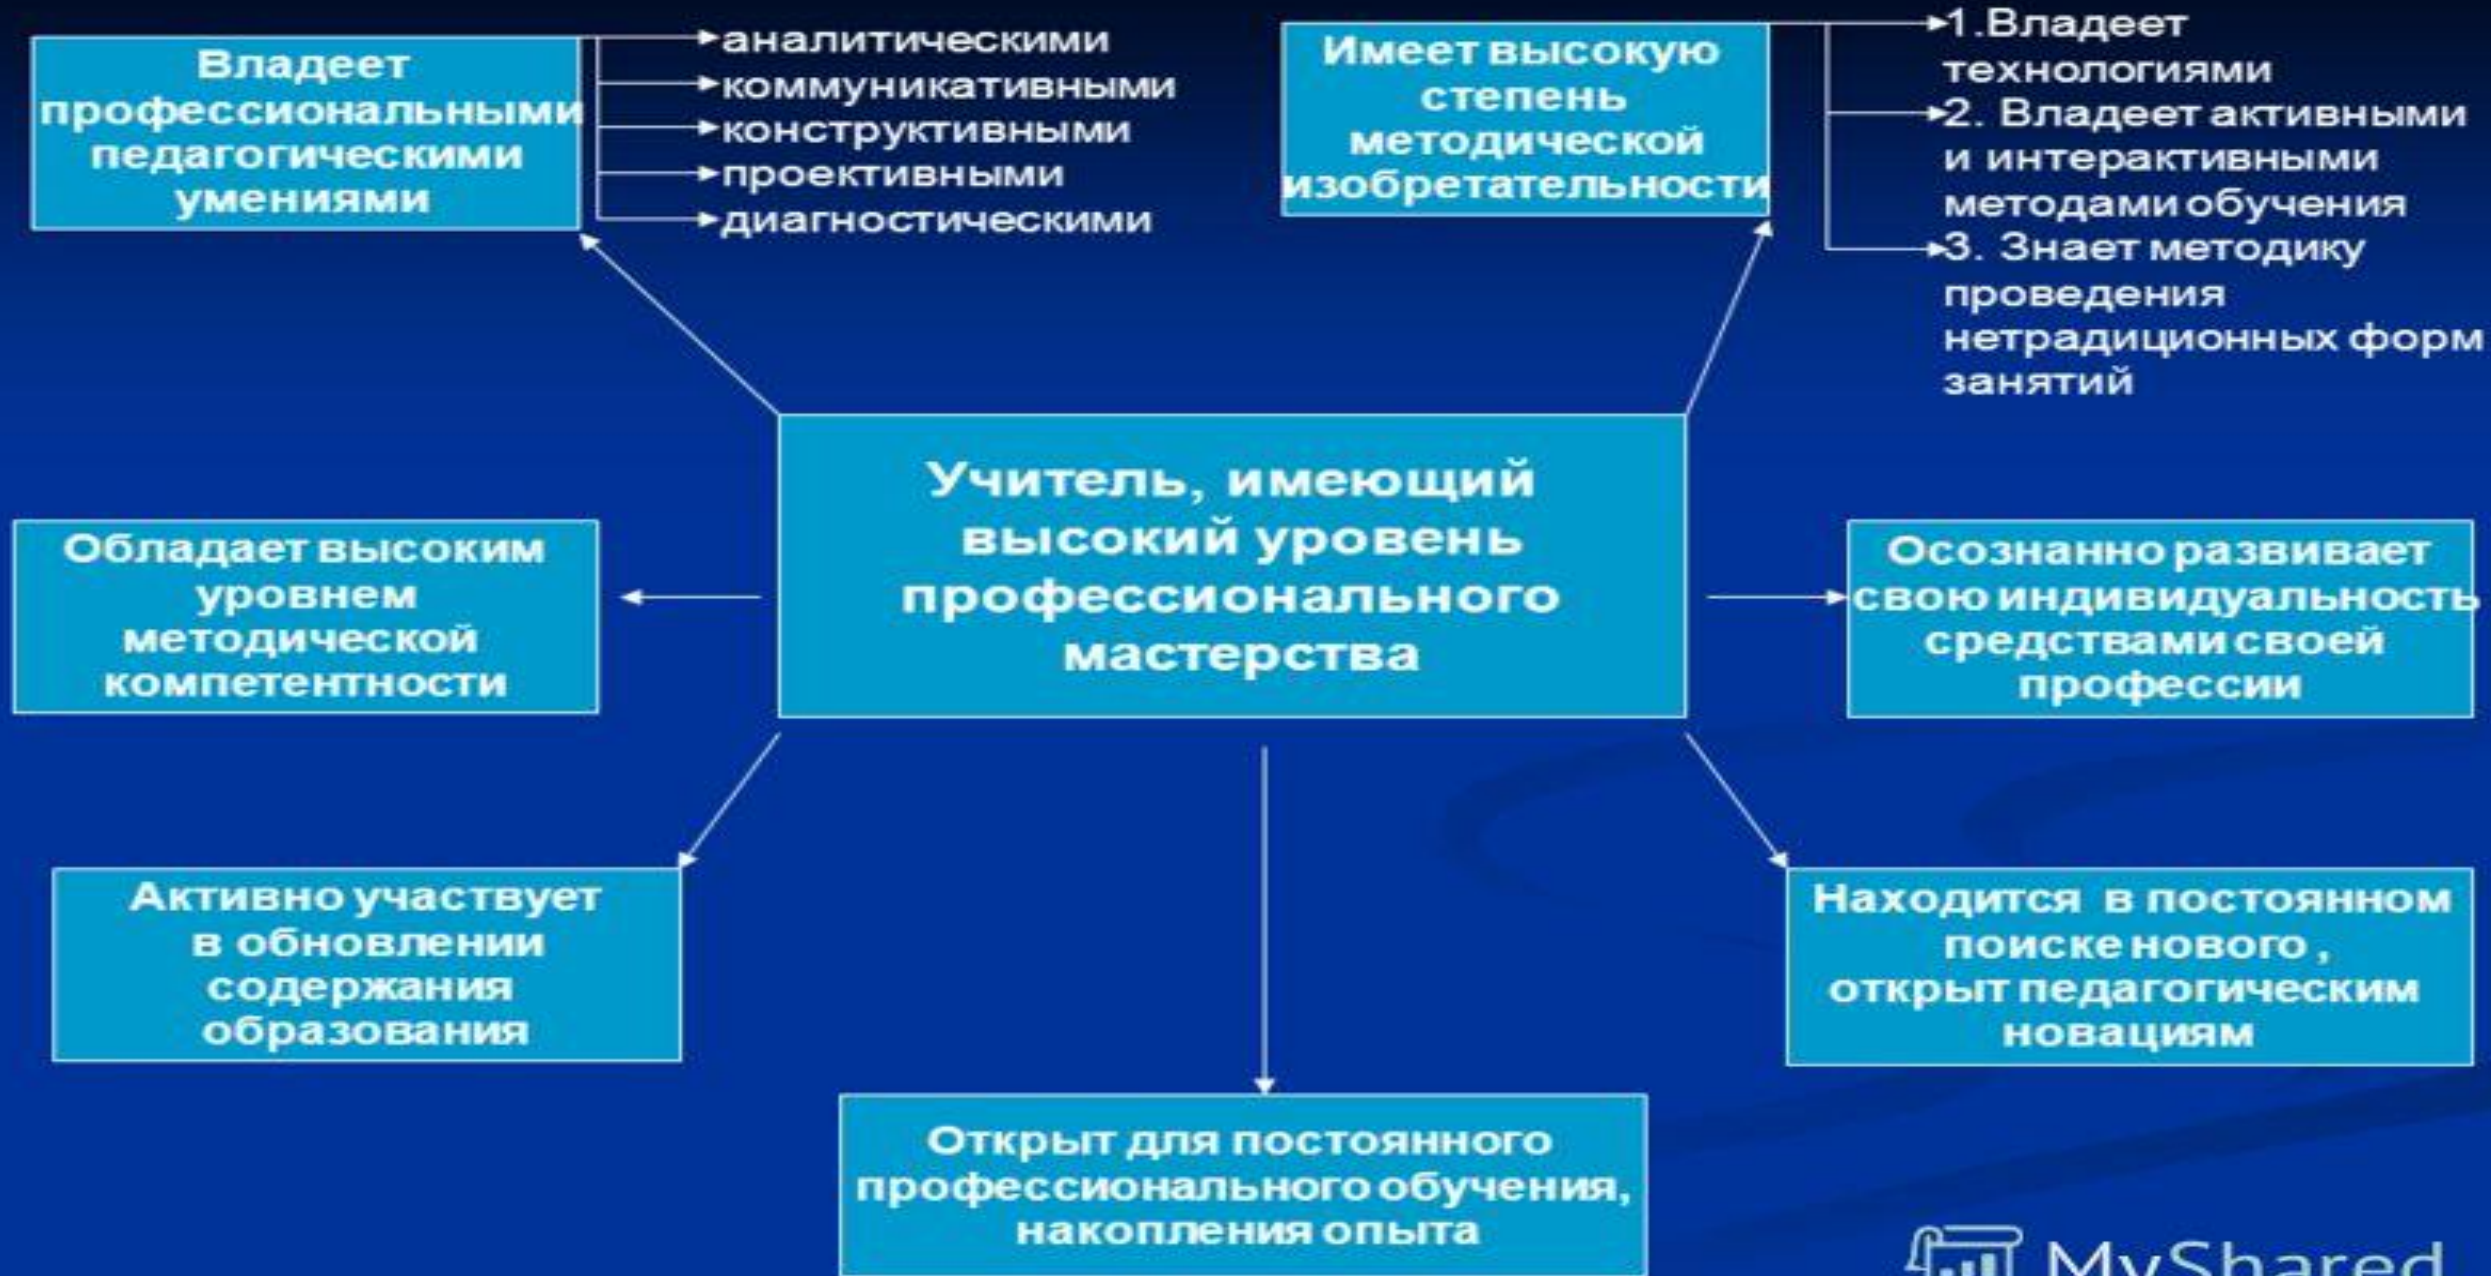 Владеет
профессиональными
педагогическими
умениями
аналитическими
коммуникативными
конструктивными
проективными
диагностическими
Имеет высокую
степень
методической
изобретательности
1.Владеет
технологиями
2. Владеет активными
и интерактивными
методами обучения
3. Знает методику
проведения
нетрадиционных форм
занятий
Учитель, имеющий
высокий уровень
профессионального
мастерства
Обладает высоким
уровнем
методической
компетентности
Осознанно развивает
свою индивидуальность
средствами своей
профессии
Активно участвует
в обновлении
содержания
образования
Находится в постоянном
поиске нового ,
открыт педагогическим
новациям
Открыт для постоянного
профессионального обучения,
накопления опыта
MyShared